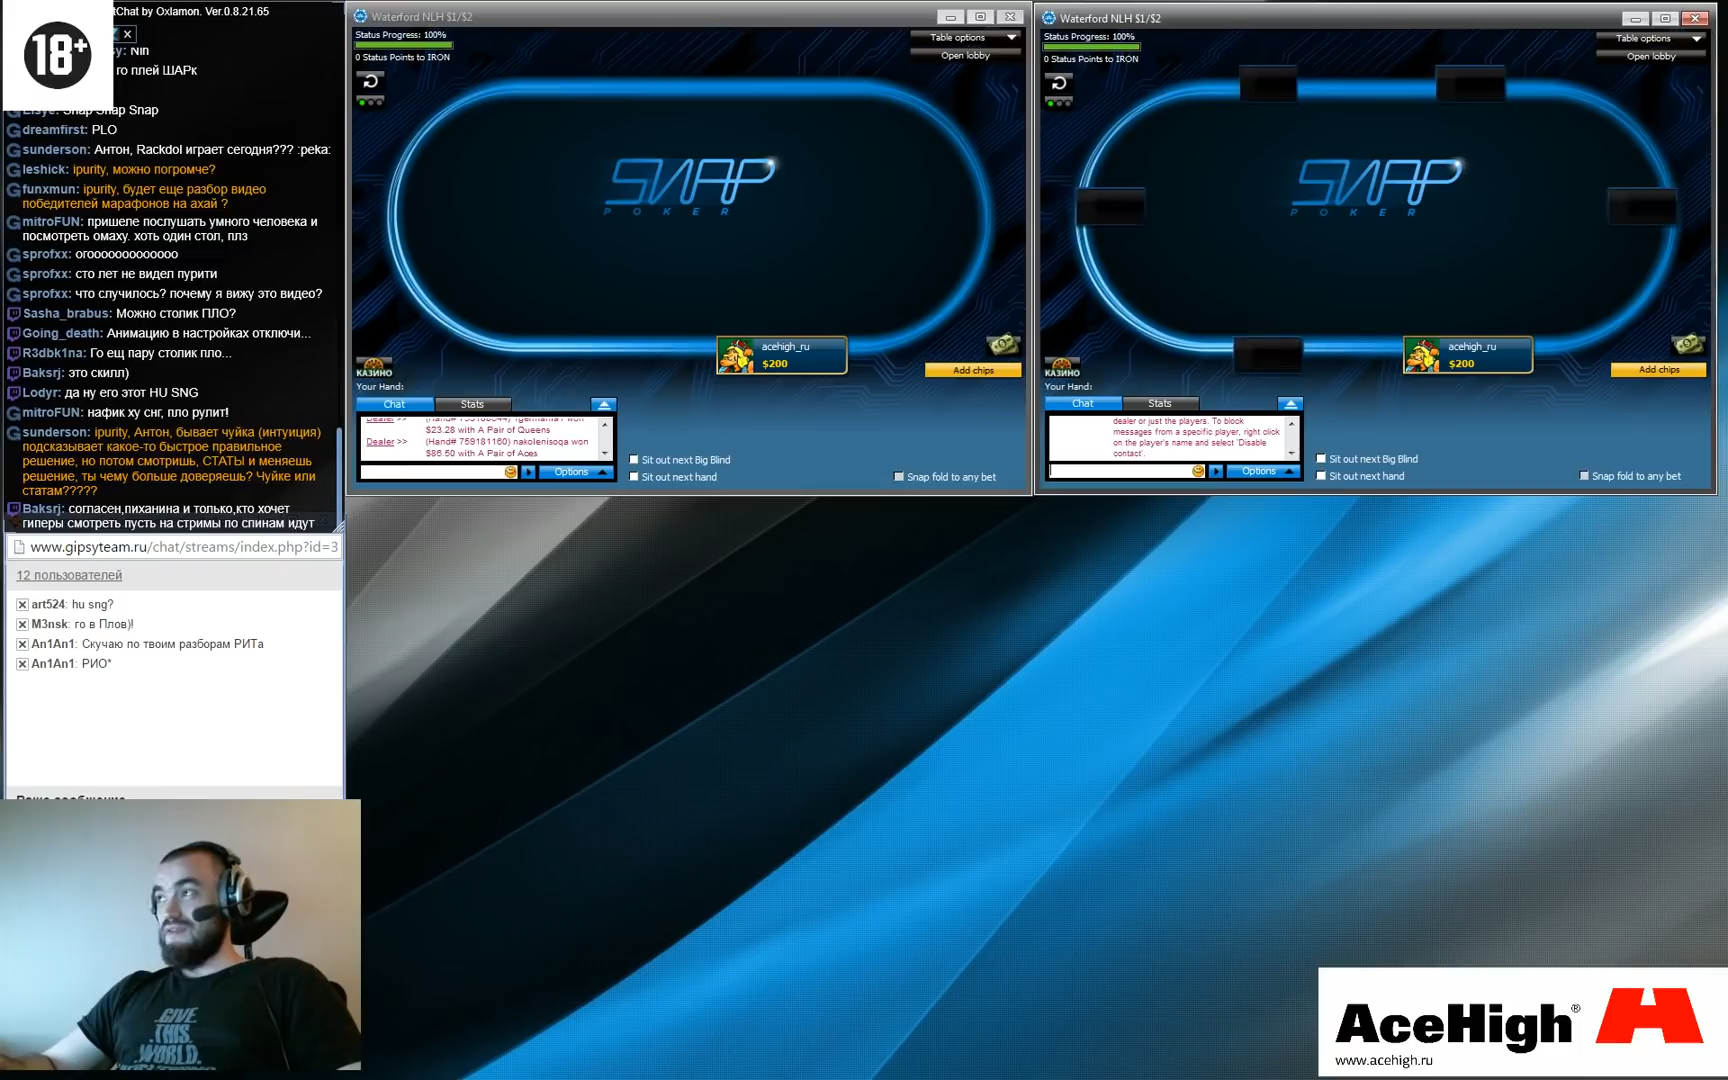 18+
tChat by Oxlamon. Ver.0.8.21.65
го плей ШАРк
Snap Snap Snap
dreamfirst: PLO
sunderson: Антон, Rackdol играет сегодня??? :peka:
leshick: ipurity, можно погромче?
funxmun: ipurity, будет еще разбор видео
победителей марафонов на ахай ?
mitroFUN: пришеле послушать умного человека и
посмотреть омаху. хоть один стол, плз
sprofxx: огооооооооооооо
sprofxx: сто лет не видел пурити
sprofxx: что случилось? почему я вижу это видео?
Sasha_brabus: Можно столик ПЛО?
Going_death: Анимацию в настройках отключи...
R3dbk1na: Го ещ пару столик пло...
Baksrj: это скилл)
Lodyr: да ну его этот HU SNG
mitroFUN: нафик ху снг, пло рулит!
sunderson: ipurity, Антон, бывает чуйка (интуиция)
подсказывает какое-то быстрое правильное
решение, но потом смотришь, СТАТЫ и меняешь
решение, ты чему больше доверяешь? Чуйке или
статам?????
Baksrj: согласен,пиханина и только,кто хочет
гиперы смотреть пусть на стримы по спинам идут
www.gipsyteam.ru/chat/streams/index.php?id=3
12 пользователей
art524: hu sng?
M3nsk: го в Плов)!
An1An1: Скучаю по твоим разборам РИТа
An1An1: РИО*
Waterford NLH $1/$2
Status Progress: 100%
0 Status Points to IRON
Table options
Open lobby
SNAP
POKER
acehigh_ru
$200
Add chips
КАЗИНО
Your Hand:
Chat
Stats
$23.28 with A Pair of Queens
Dealer >> (Hand# 759181160) nakolenisoqa won
$86.50 with A Pair of Aces
Options
Sit out next Big Blind
Sit out next hand
Snap fold to any bet
Waterford NLH $1/$2
Status Progress: 100%
0 Status Points to IRON
Table options
Open lobby
SNAP
POKER
acehigh_ru
$200
Add chips
КАЗИНО
Your Hand:
Chat
Stats
dealer or just the players. To block
messages from a specific player, right click
on the player's name and select 'Disable
contact'.
Options
Sit out next Big Blind
Sit out next hand
Snap fold to any bet
GIVE
THIS
WORLD
AceHigh®
www.acehigh.ru